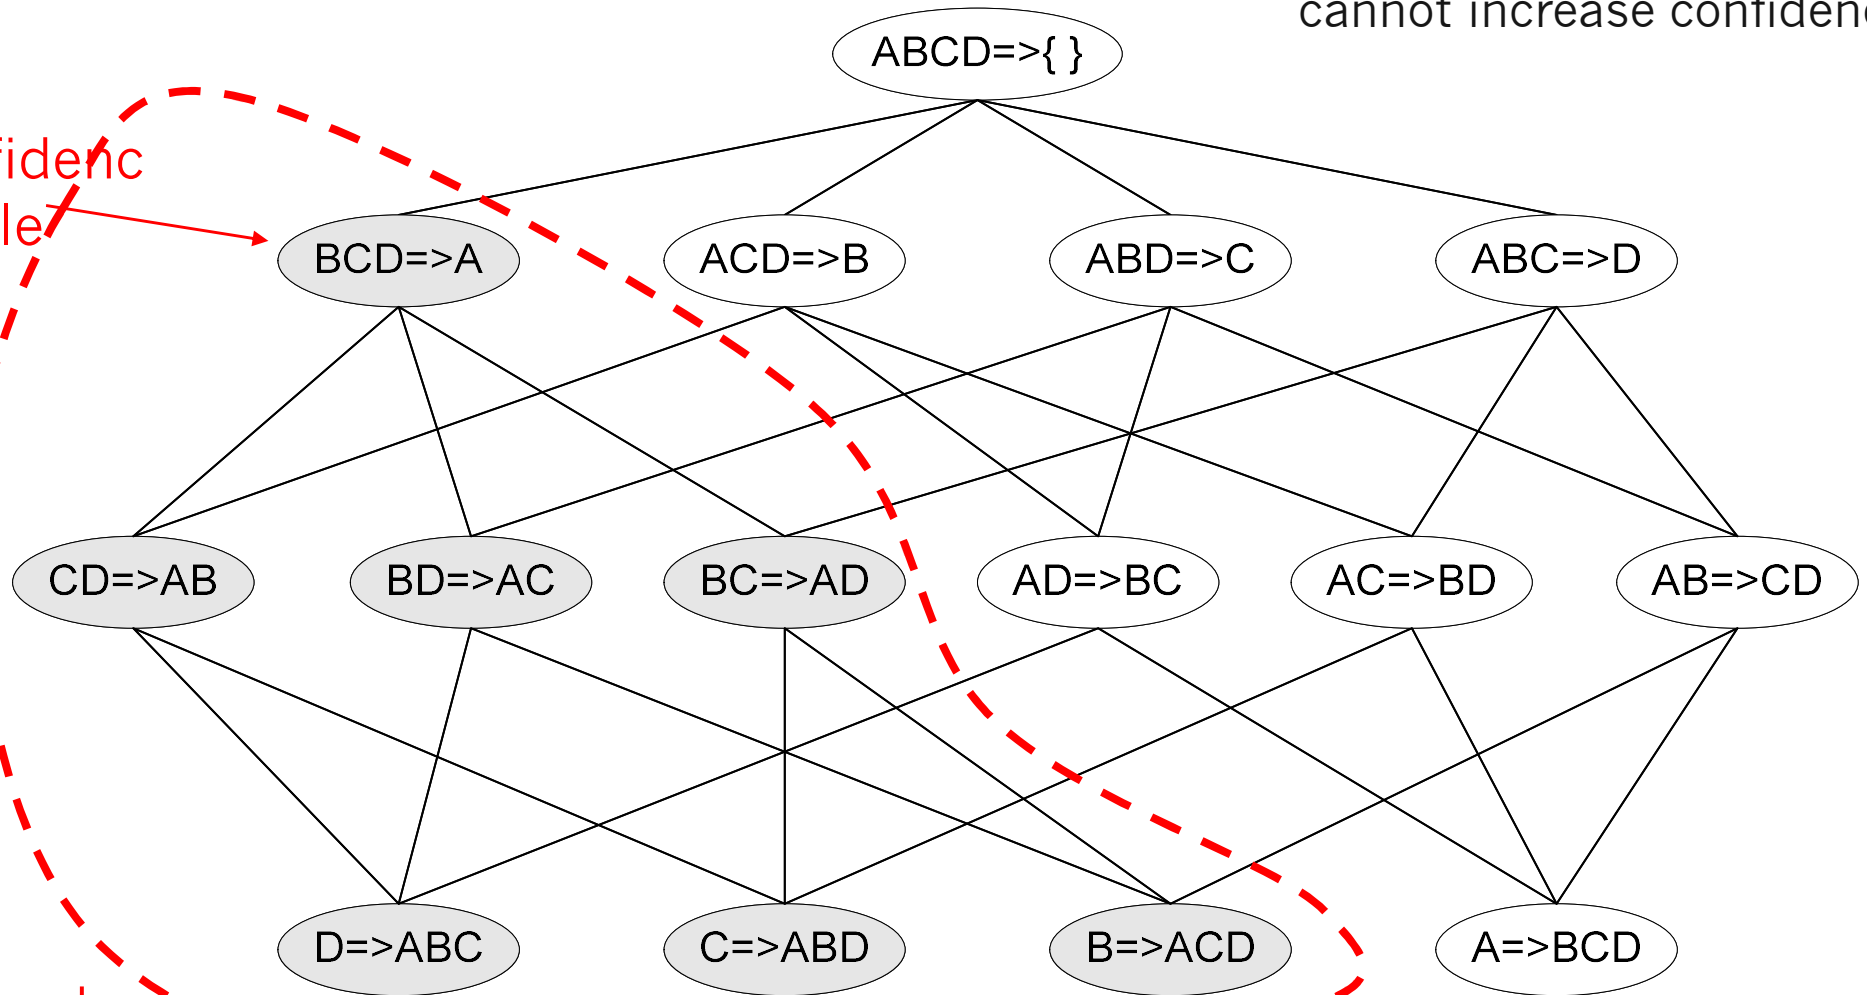 cannot increase confidenc
ABCD=>{ }
fidenc
le
BCD=>A
ACD=>B
ABD=>C
ABC=>D
CD=>AB
BD=>AC
BC=>AD
AD=>BC
AC=>BD
AB=>CD
D=>ABC
C=>ABD
B=>ACD
A=>BCD